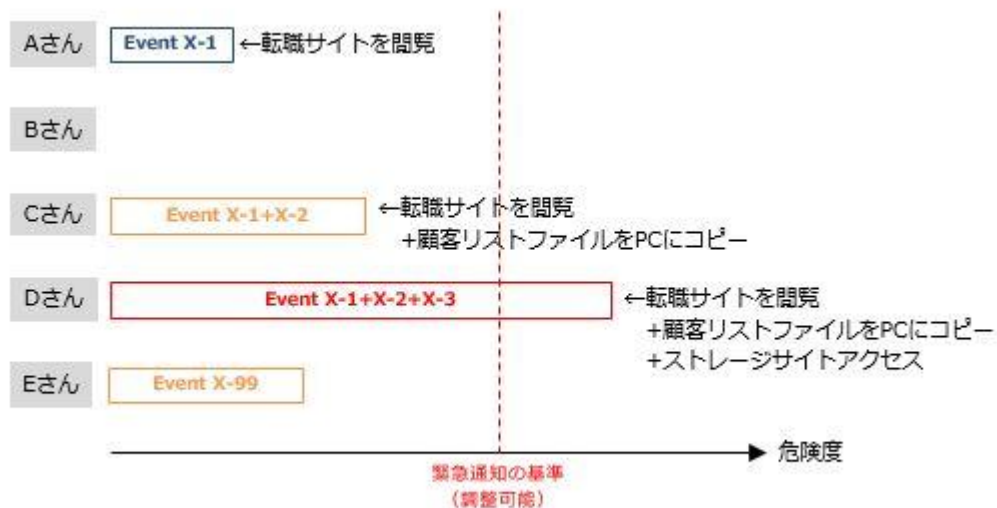 Aさん
Event X-1
←転職サイトを閲覧
Bさん
Cさん
Event X-1+X-2
←転職サイトを閲覧
+顧客リストファイルをPCにコピー
Dさん
Event X-1+X-2+X-3
←転職サイトを閲覧
+顧客リストファイルをPCにコピー
+ストレージサイトアクセス
Eさん
Event X-99
危険度
緊急通知の基準
（調整可能）